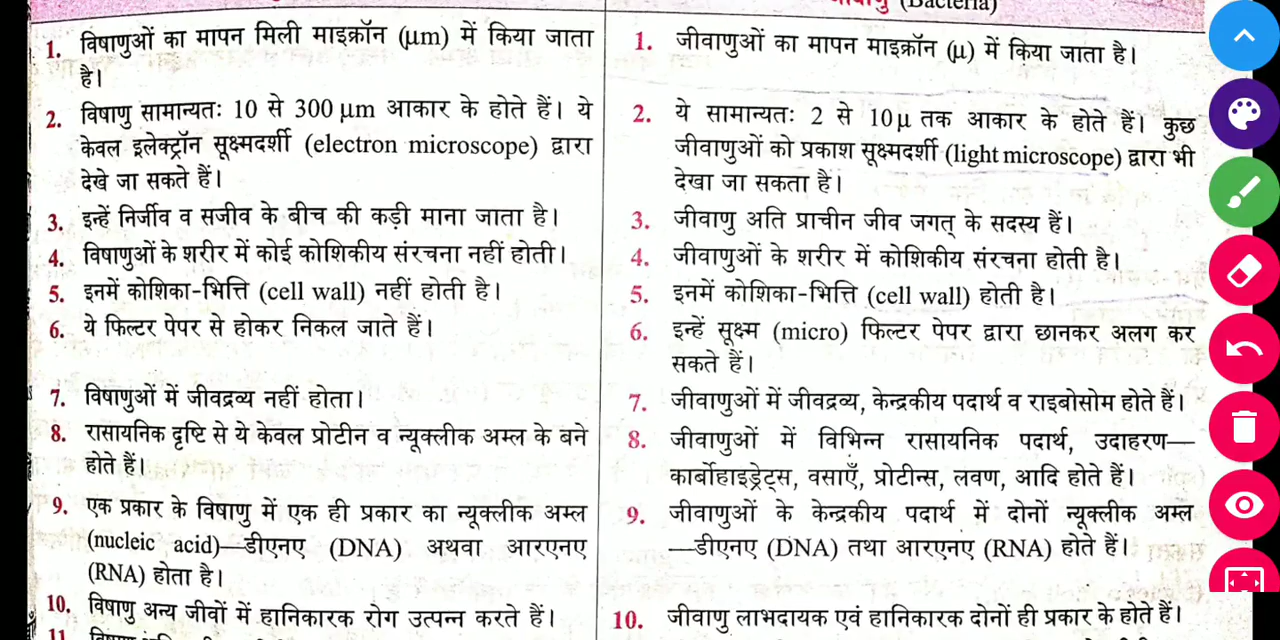 (Bacteria)
1. विषाणुओं का मापन मिली माइक्रॉन (μm) में किया जाता
है।
2. विषाणु सामान्यतः 10 से 300 μm आकार के होते हैं। ये
केवल इलेक्ट्रॉन सूक्ष्मदर्शी (electron microscope) द्वारा
देखे जा सकते हैं।
3. इन्हें निर्जीव व सजीव के बीच की कड़ी माना जाता है।
4. विषाणुओं के शरीर में कोई कोशिकीय संरचना नहीं होती।
5. इनमें कोशिका-भित्ति (cell wall) नहीं होती है।
6. ये फिल्टर पेपर से होकर निकल जाते हैं।
7. विषाणुओं में जीवद्रव्य नहीं होता।
8. रासायनिक दृष्टि से ये केवल प्रोटीन व न्यूक्लीक अम्ल के बने
होते हैं।
9. एक प्रकार के विषाणु में एक ही प्रकार का न्यूक्लीक अम्ल
(nucleic acid)—डीएनए (DNA) अथवा आरएनए
(RNA) होता है।
10. विषाणु अन्य जीवों में हानिकारक रोग उत्पन्न करते हैं।
11
1. जीवाणुओं का मापन माइक्रॉन (μ) में किया जाता है।
2. ये सामान्यतः 2 से 10μ तक आकार के होते हैं। कुछ
जीवाणुओं को प्रकाश सूक्ष्मदर्शी (light microscope) द्वारा भी
देखा जा सकता है।
3. जीवाणु अति प्राचीन जीव जगत् के सदस्य हैं।
4. जीवाणुओं के शरीर में कोशिकीय संरचना होती है।
5. इनमें कोशिका-भित्ति (cell wall) होती है।
6. इन्हें सूक्ष्म (micro) फिल्टर पेपर द्वारा छानकर अलग कर
सकते हैं।
7. जीवाणुओं में जीवद्रव्य, केन्द्रकीय पदार्थ व राइबोसोम होते हैं।
8. जीवाणुओं में विभिन्न रासायनिक पदार्थ, उदाहरण—
कार्बोहाइड्रेट्स, वसाएँ, प्रोटीन्स, लवण, आदि होते हैं।
9. जीवाणुओं के केन्द्रकीय पदार्थ में दोनों न्यूक्लीक अम्ल
—डीएनए (DNA) तथा आरएनए (RNA) होते हैं।
10. जीवाणु लाभदायक एवं हानिकारक दोनों ही प्रकार के होते हैं।